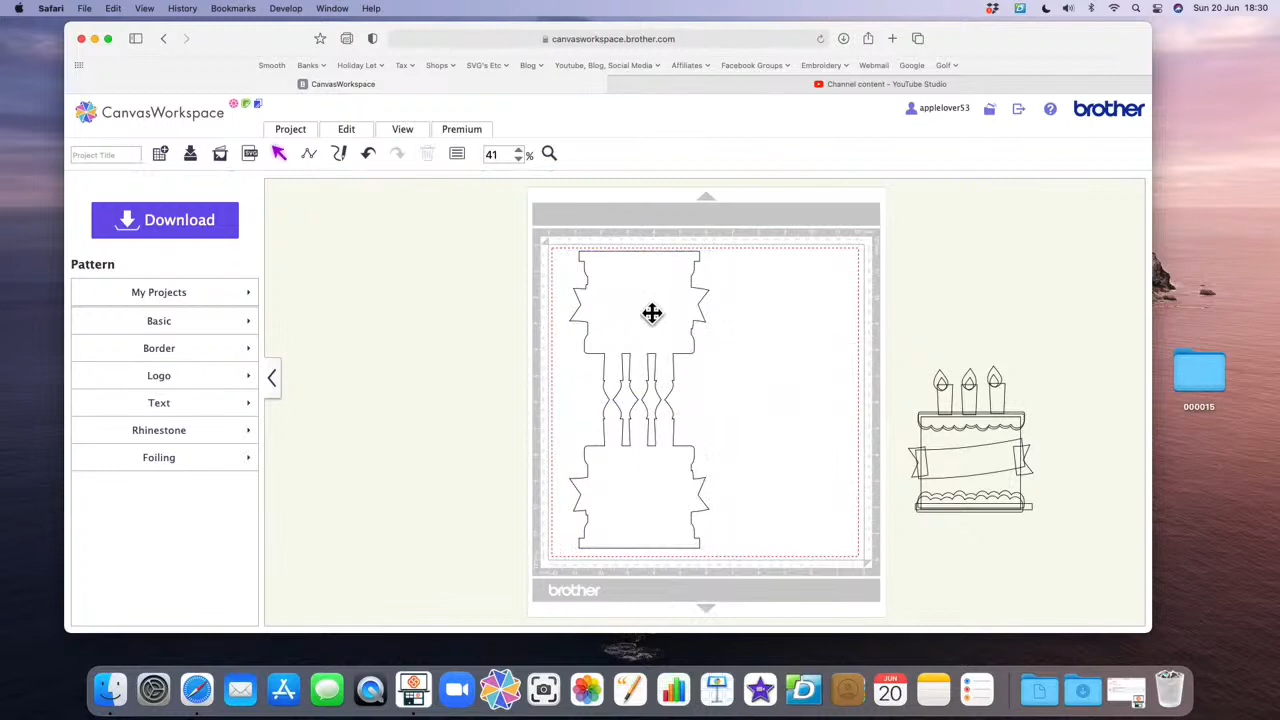 Safari File Edit View History Bookmarks Develop Window Help Sun 20 Jun 18:30
canvasworkspace.brother.com
Smooth Banks Holiday Let Tax Shops SVG's Etc Blog Youtube, Blog, Social Media Affiliates Facebook Groups Embroidery Webmail Google Golf
CanvasWorkspace Channel content - YouTube Studio
CanvasWorkspace applelover53 brother
Project Edit View Premium
Project Title SVG 41 %
Download
Pattern
My Projects
Basic
Border
Logo
Text
Rhinestone
Foiling
000015
brother
JUN
20